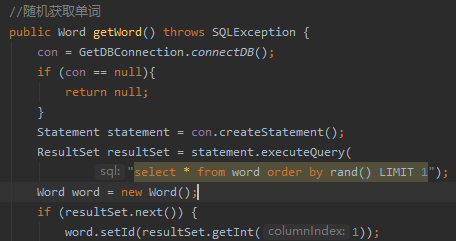 //随机获取单词
public Word getWord() throws SQLException {
con = GetDBConnection.connectDB();
if (con == null){
return null;
}
Statement statement = con.createStatement();
ResultSet resultSet = statement.executeQuery(
sql: "select * from word order by rand() LIMIT 1");
Word word = new Word();
if (resultSet.next()) {
word.setId(resultSet.getInt( columnIndex: 1));